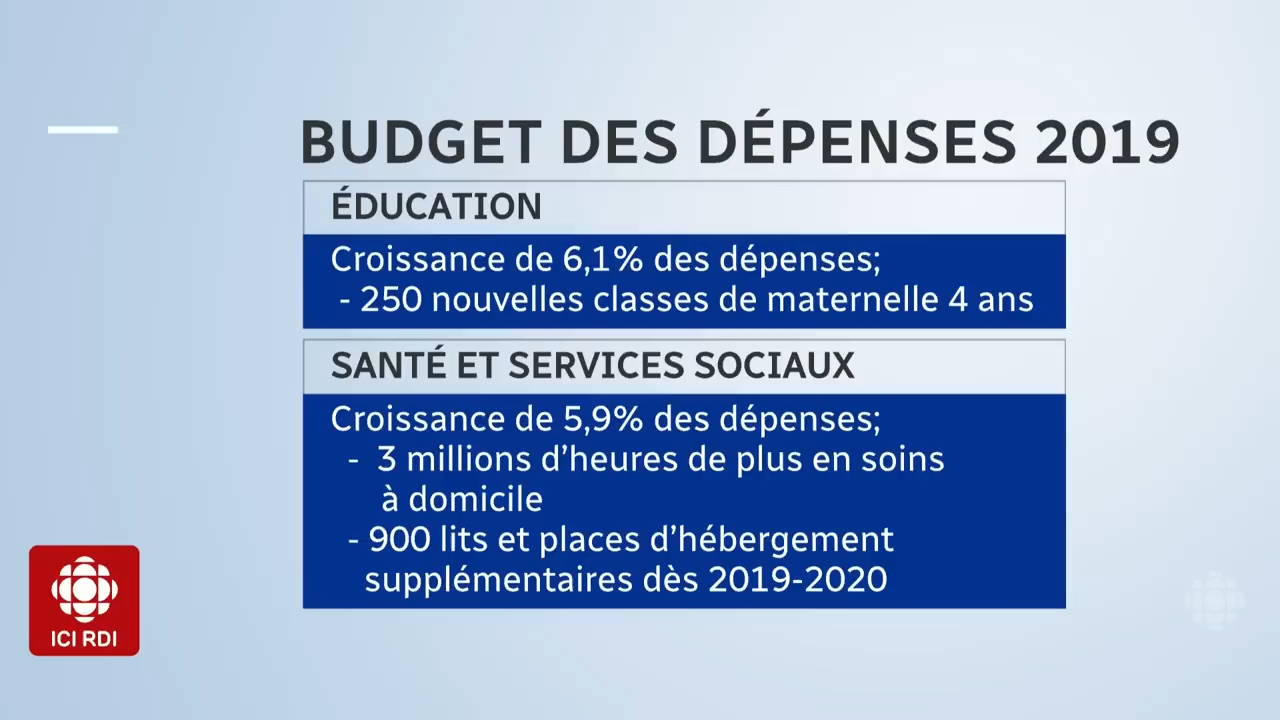 BUDGET DES DÉPENSES 2019
ÉDUCATION
Croissance de 6,1% des dépenses;
- 250 nouvelles classes de maternelle 4 ans
SANTÉ ET SERVICES SOCIAUX
Croissance de 5,9% des dépenses;
- 3 millions d’heures de plus en soins
à domicile
- 900 lits et places d’hébergement
supplémentaires dès 2019-2020
ICI RDI